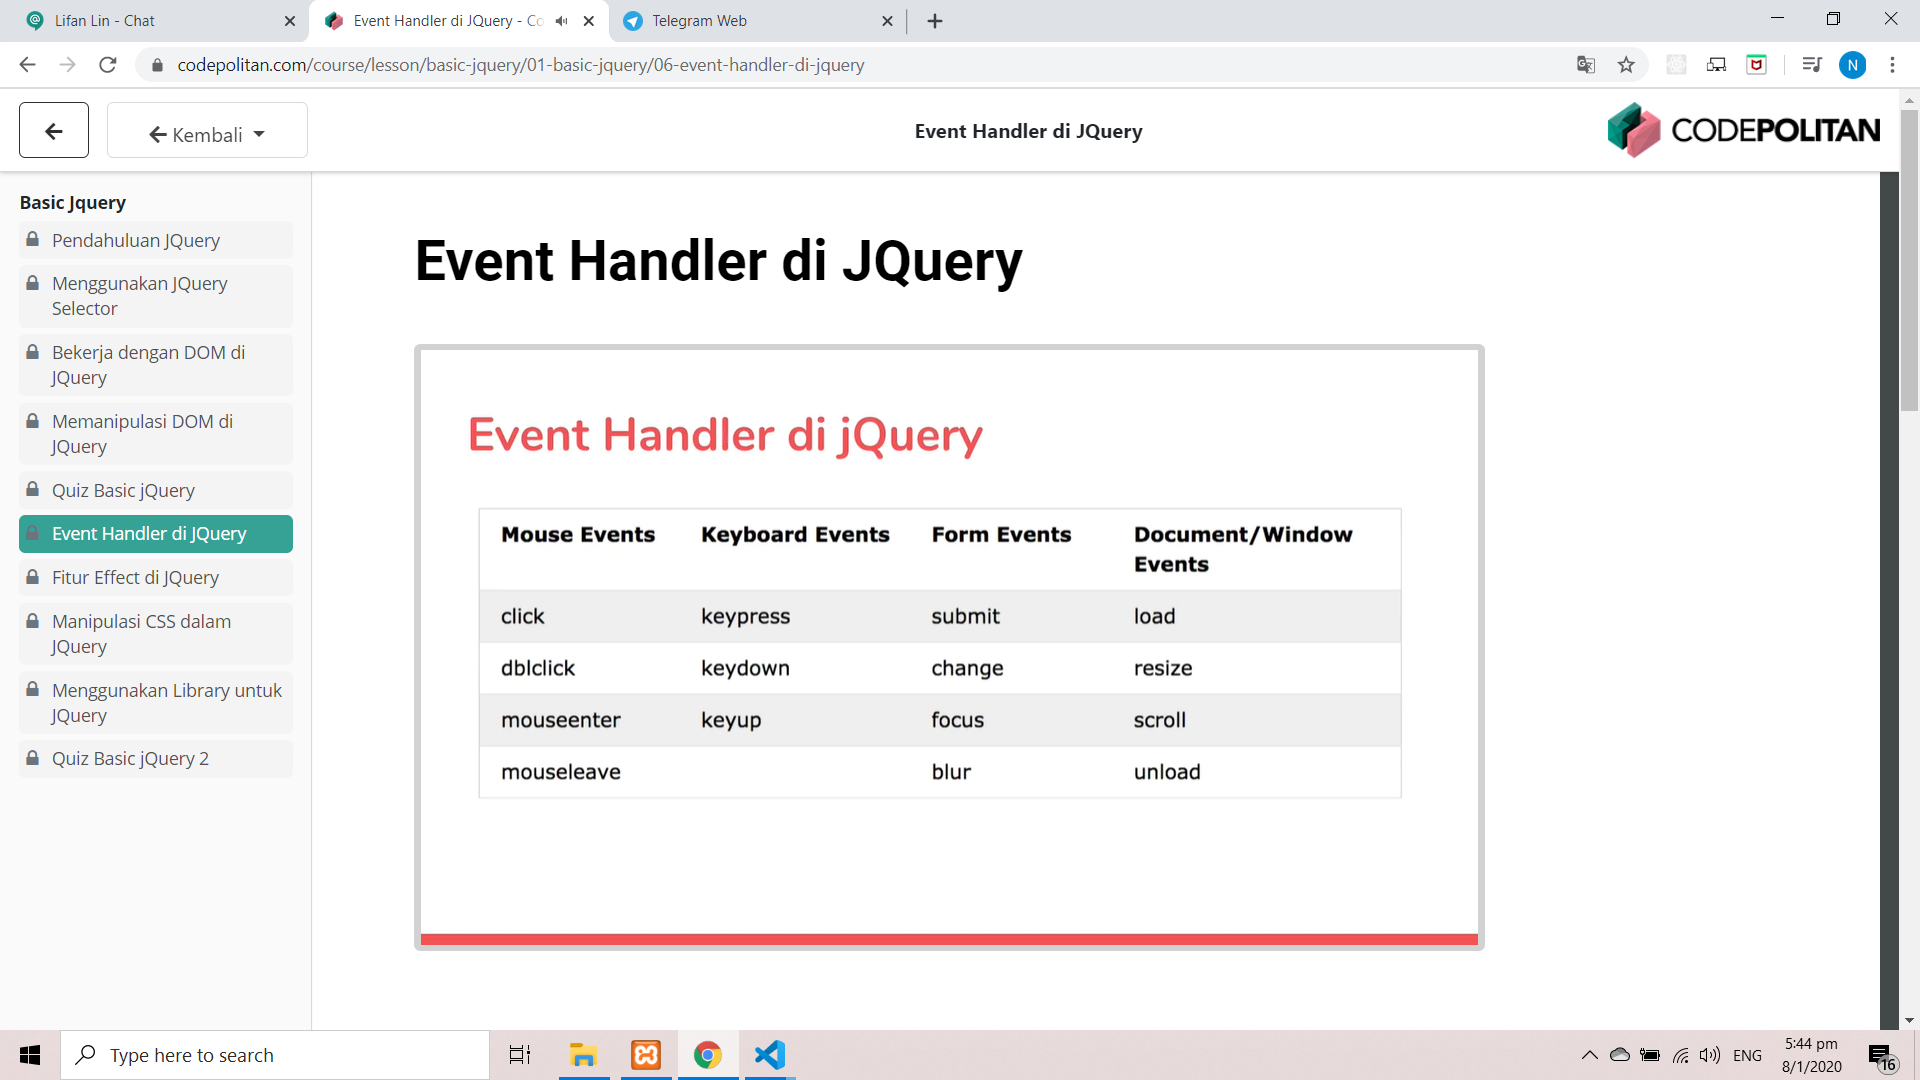 Lifan Lin - Chat
Event Handler di JQuery - Co
Telegram Web
codepolitan.com/course/lesson/basic-jquery/01-basic-jquery/06-event-handler-di-jquery
N
Kembali
Event Handler di JQuery
CODEPOLITAN
Basic Jquery
Pendahuluan JQuery
Menggunakan JQuery
Selector
Bekerja dengan DOM di
JQuery
Memanipulasi DOM di
JQuery
Quiz Basic jQuery
Event Handler di JQuery
Fitur Effect di JQuery
Manipulasi CSS dalam
JQuery
Menggunakan Library untuk
JQuery
Quiz Basic jQuery 2
Event Handler di JQuery
Event Handler di jQuery
Mouse Events Keyboard Events Form Events Document/Window
Events
click keypress submit load
dblclick keydown change resize
mouseenter keyup focus scroll
mouseleave blur unload
Type here to search
ENG
5:44 pm
8/1/2020
16